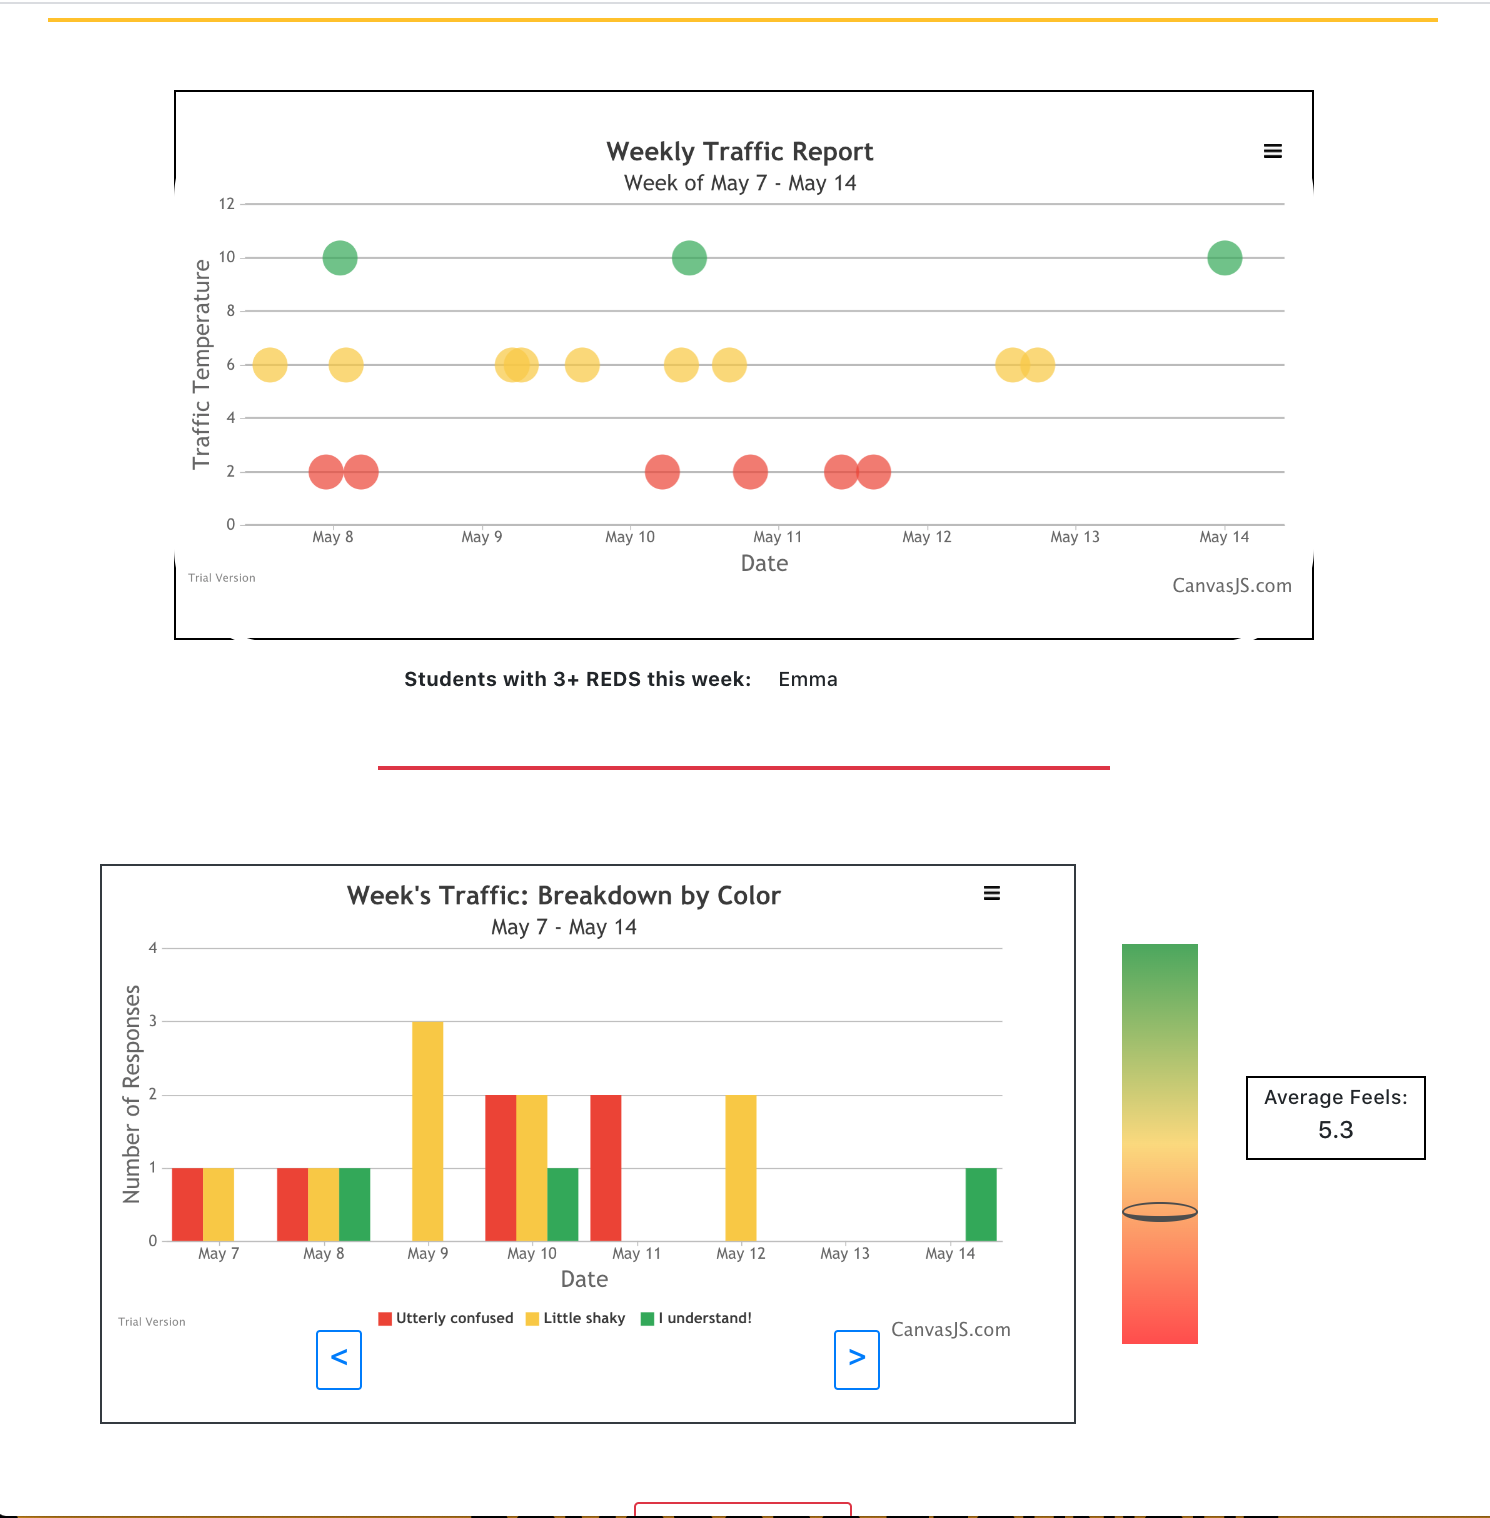 Weekly Traffic Report
Week of May 7 - May 14
12
10
8
6
4
2
0
Traffic Temperature
May 8 May 9 May 10 May 11 May 12 May 13 May 14
Date
Trial Version
CanvasJS.com
Students with 3+ REDS this week: Emma
Week's Traffic: Breakdown by Color
May 7 - May 14
4
3
2
1
0
Number of Responses
May 7 May 8 May 9 May 10 May 11 May 12 May 13 May 14
Date
Utterly confused Little shaky I understand!
Trial Version
CanvasJS.com
< >
Average Feels:
5.3